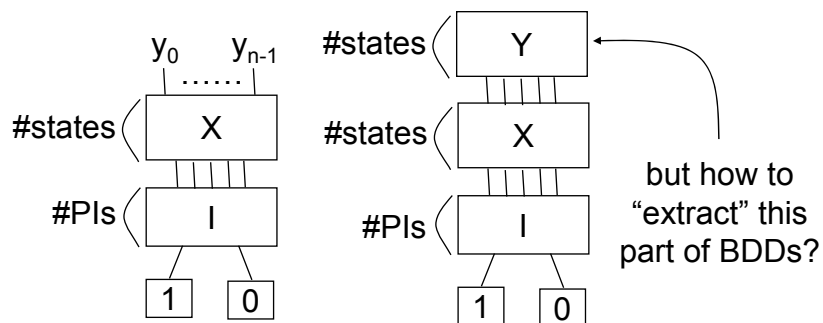 y0 yn-1
......
#states X
#PIs I
1 0
#states Y
#states X
#PIs I
1 0
but how to
“extract” this
part of BDDs?